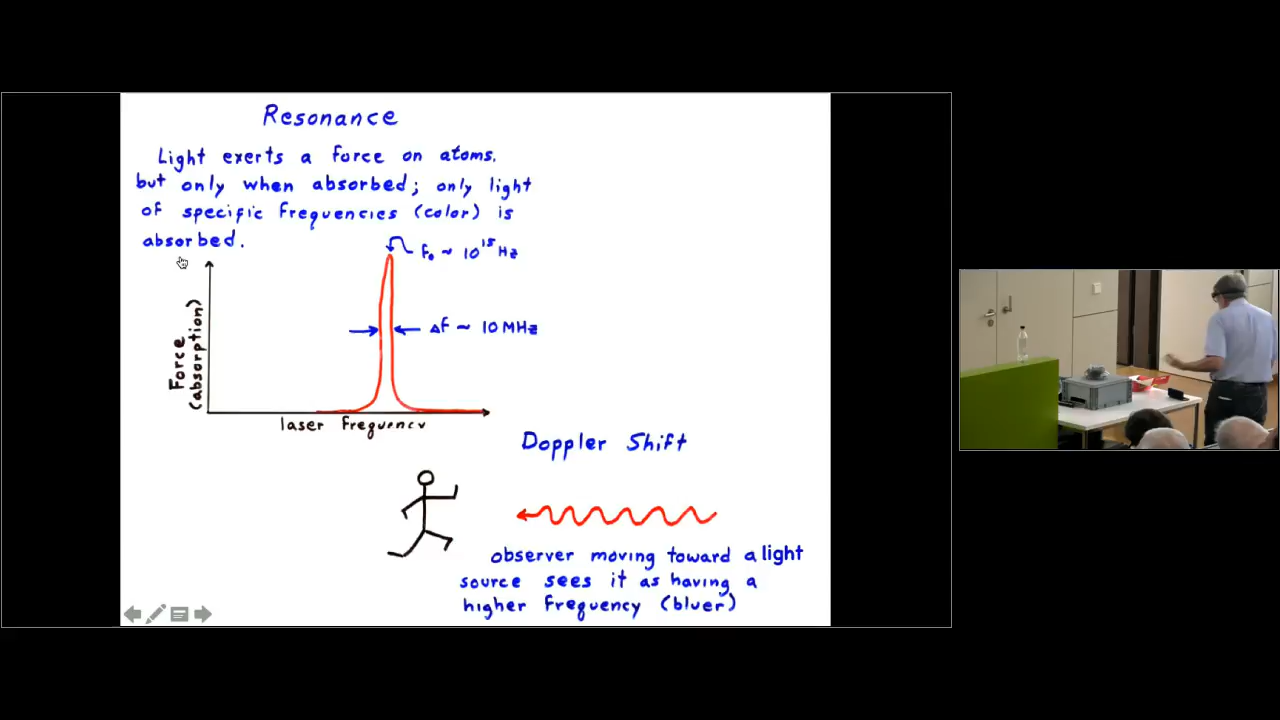 Resonance
Light exerts a force on atoms.
but only when absorbed; only light
of specific frequencies (color) is
absorbed.
f₀ ~ 10¹⁵ Hz
Δf ~ 10 MHz
Force
(absorption)
laser frequency
Doppler Shift
observer moving toward a light
source sees it as having a
higher frequency (bluer)